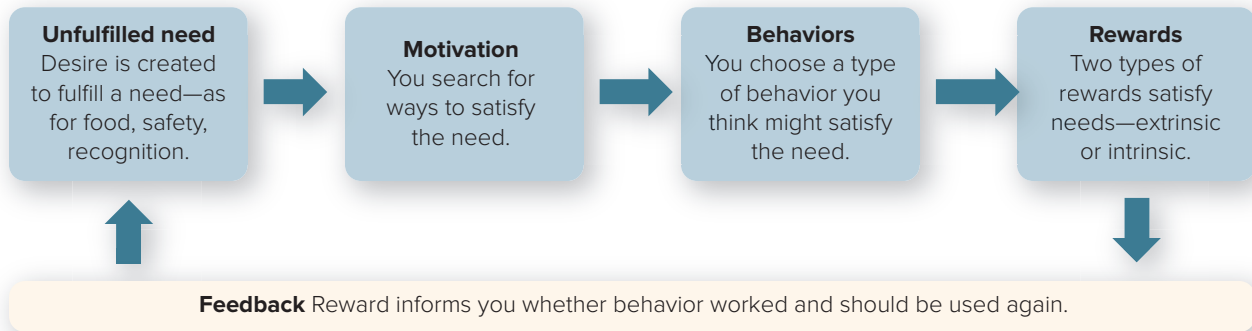 Unfulfilled need
Desire is created
to fulfill a need—as
for food, safety,
recognition.
Motivation
You search for
ways to satisfy
the need.
Behaviors
You choose a type
of behavior you
think might satisfy
the need.
Rewards
Two types of
rewards satisfy
needs—extrinsic
or intrinsic.
Feedback Reward informs you whether behavior worked and should be used again.